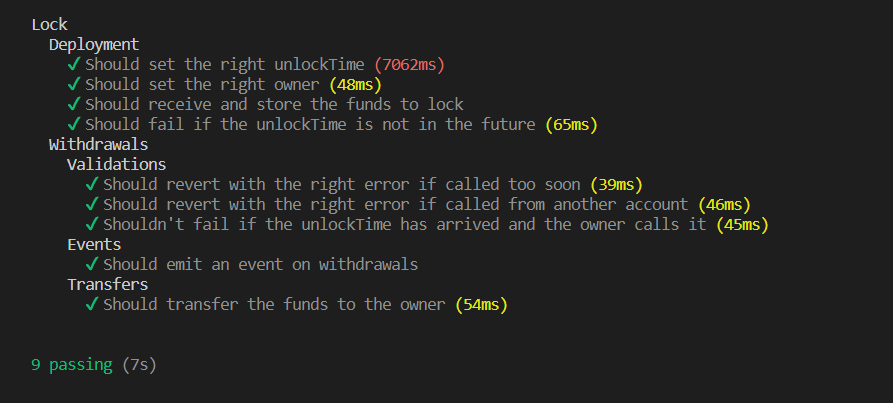 Lock
Deployment
✓ Should set the right unlockTime (7062ms)
✓ Should set the right owner (48ms)
✓ Should receive and store the funds to lock
✓ Should fail if the unlockTime is not in the future (65ms)
Withdrawals
Validations
✓ Should revert with the right error if called too soon (39ms)
✓ Should revert with the right error if called from another account (46ms)
✓ Shouldn't fail if the unlockTime has arrived and the owner calls it (45ms)
Events
✓ Should emit an event on withdrawals
Transfers
✓ Should transfer the funds to the owner (54ms)
9 passing (7s)